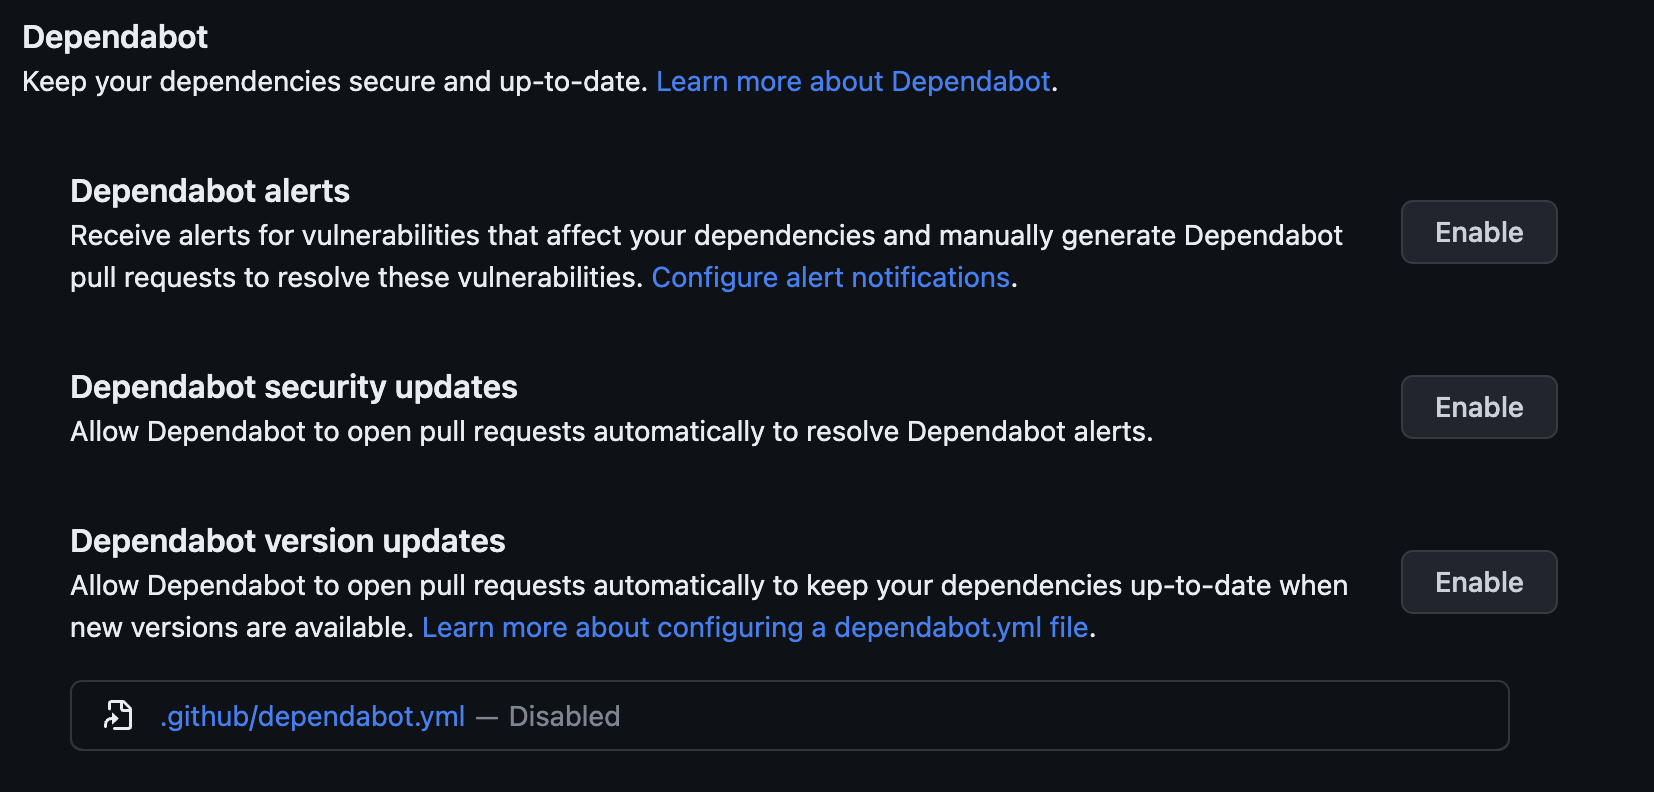 Dependabot
Keep your dependencies secure and up-to-date. Learn more about Dependabot.
Dependabot alerts
Receive alerts for vulnerabilities that affect your dependencies and manually generate Dependabot
pull requests to resolve these vulnerabilities. Configure alert notifications.
Enable
Dependabot security updates
Allow Dependabot to open pull requests automatically to resolve Dependabot alerts.
Enable
Dependabot version updates
Allow Dependabot to open pull requests automatically to keep your dependencies up-to-date when
new versions are available. Learn more about configuring a dependabot.yml file.
Enable
.github/dependabot.yml — Disabled